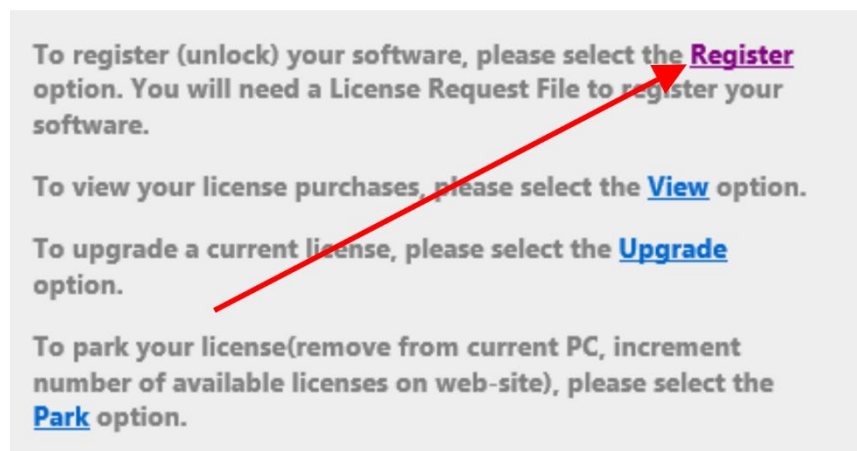 To register (unlock) your software, please select the Register
option. You will need a License Request File to register your
software.
To view your license purchases, please select the View option.
To upgrade a current license, please select the Upgrade
option.
To park your license(remove from current PC, increment
number of available licenses on web-site), please select the
Park option.